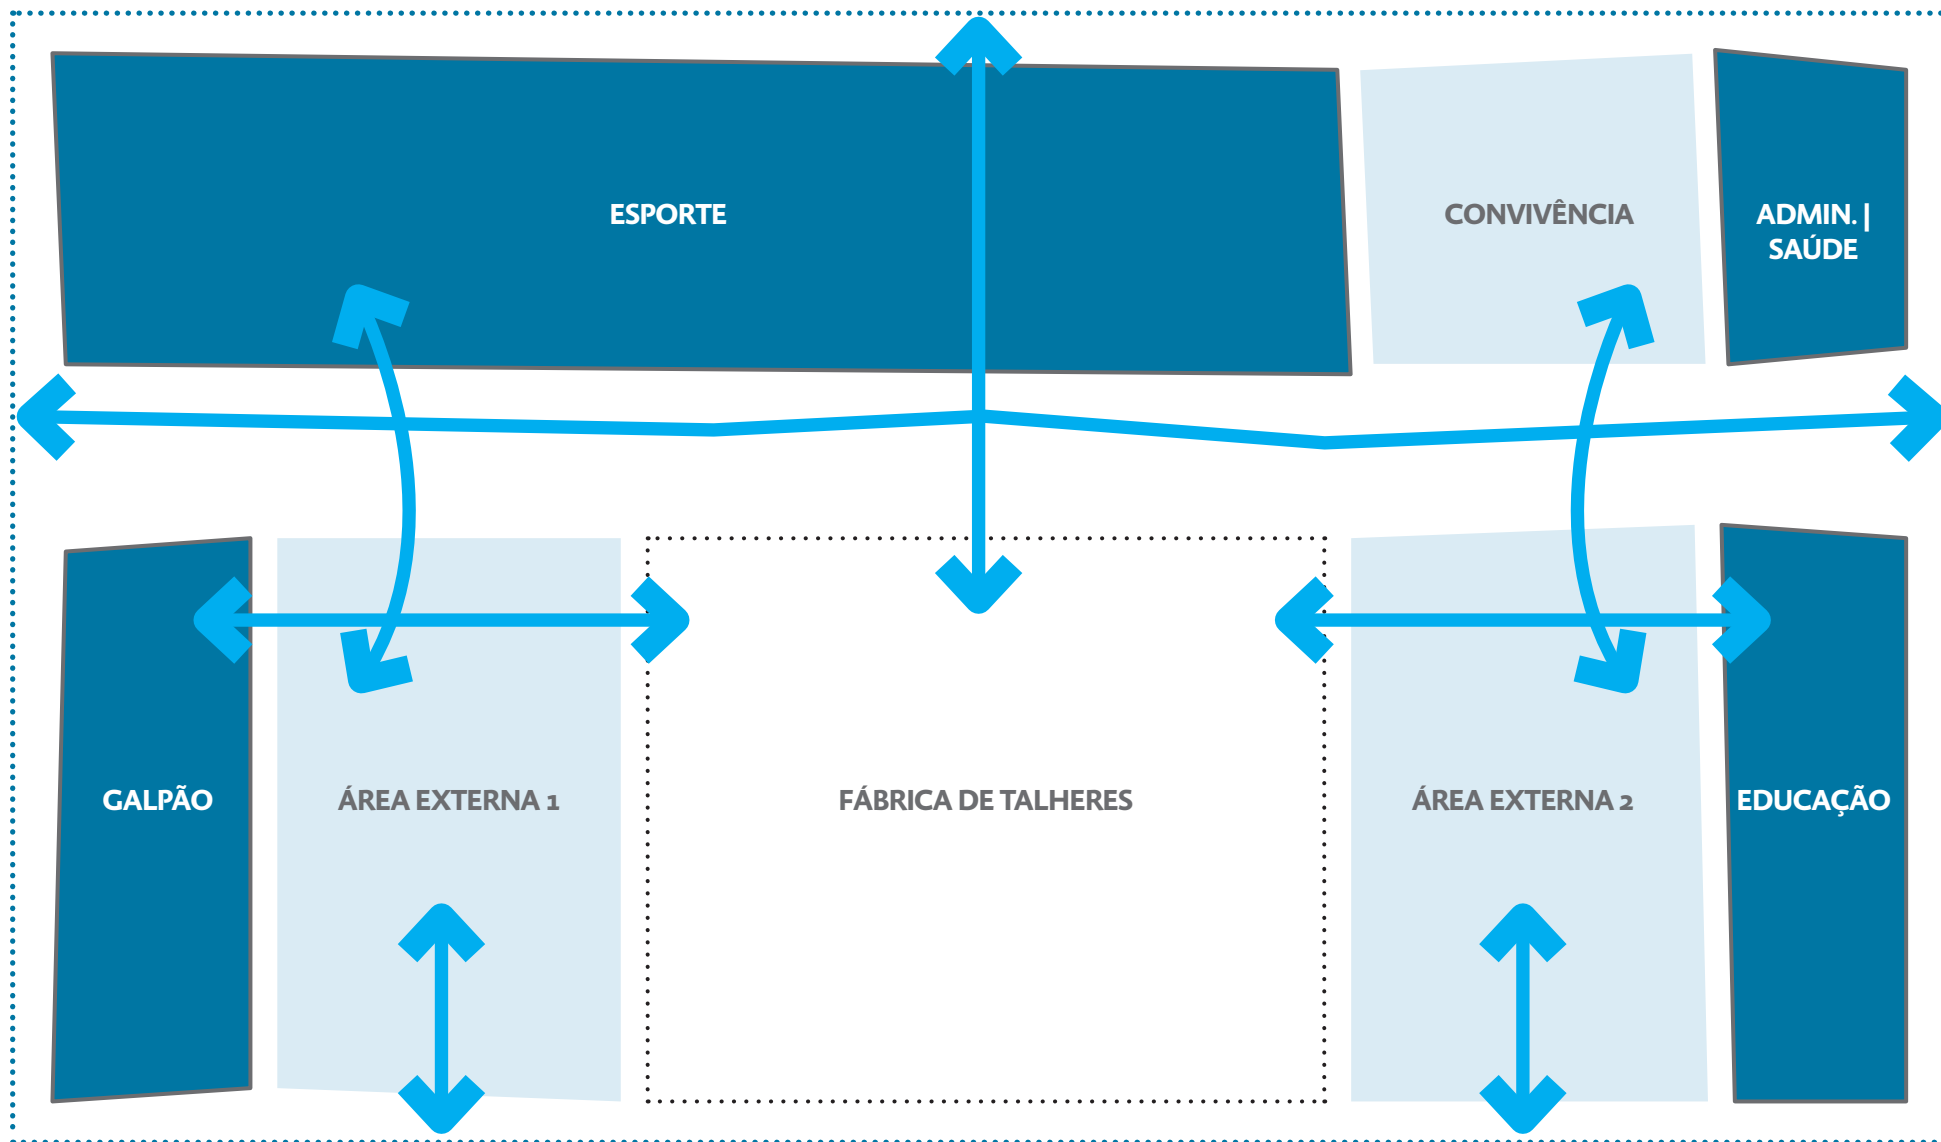 ESPORTE
CONVIVÊNCIA
ADMIN. |
SAÚDE
GALPÃO
ÁREA EXTERNA 1
FÁBRICA DE TALHERES
ÁREA EXTERNA 2
EDUCAÇÃO